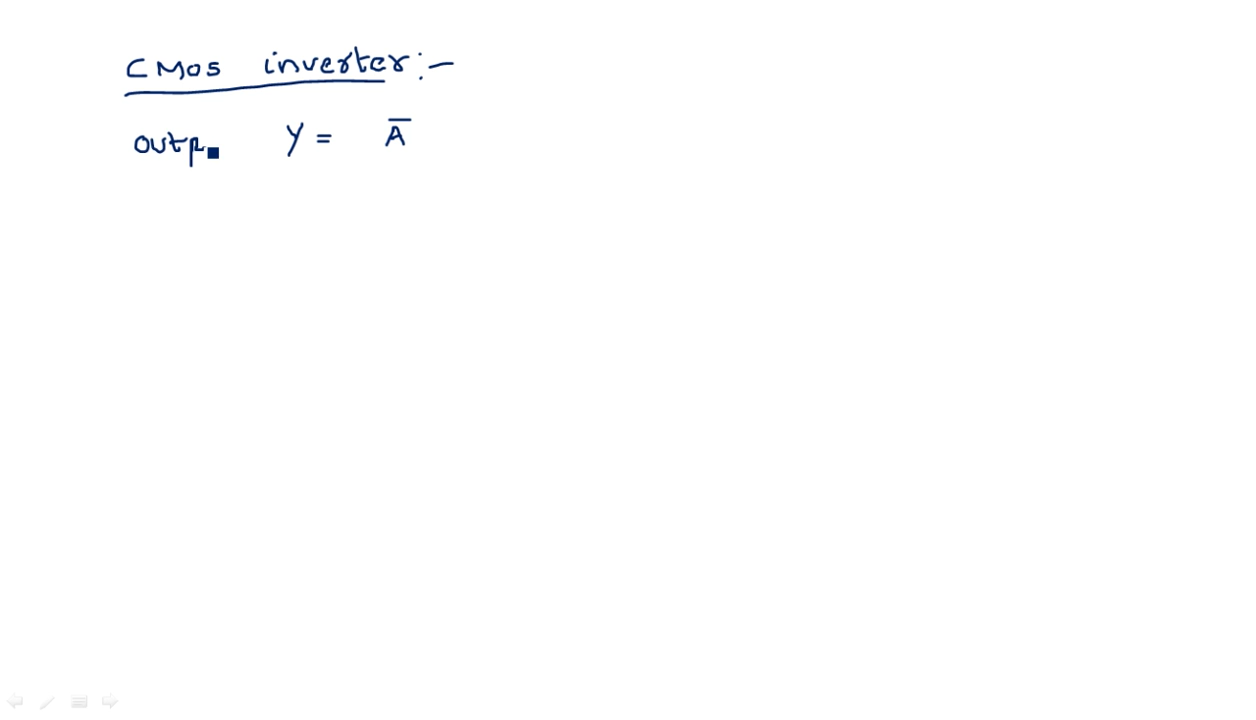 CMOS inverter:-
outp Y = A̅